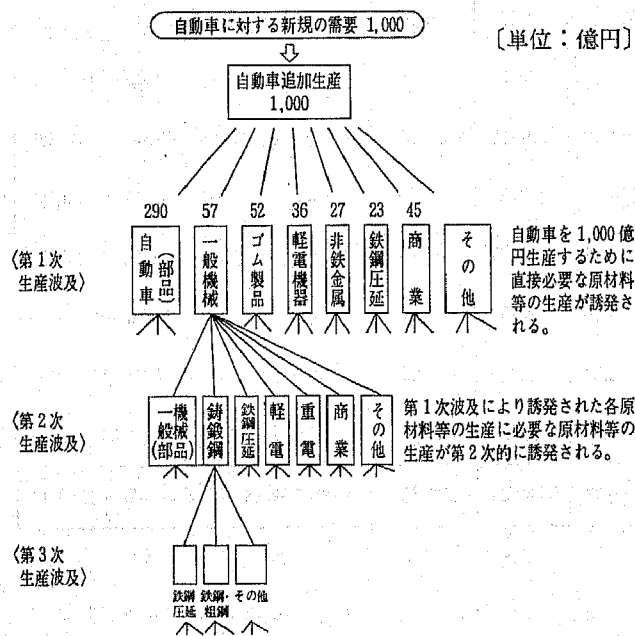 自動車に対する新規の需要 1,000
〔単位：億円〕
自動車追加生産
1,000
290
57
52
36
27
23
45
〈第1次
生産波及〉
自動車(部品)
一般機械
ゴム製品
軽電機器
非鉄金属
鉄鋼圧延
商業
その他
自動車を1,000億
円生産するために
直接必要な原材料
等の生産が誘発さ
れる。
〈第2次
生産波及〉
一般機械(部品)
鋳鍛鋼
鉄鋼圧延
軽電
重電
商業
その他
第1次波及により誘発された各原
材料等の生産に必要な原材料等の
生産が第2次的に誘発される。
〈第3次
生産波及〉
鉄鋼
圧延
鉄鋼・
粗鋼
その他